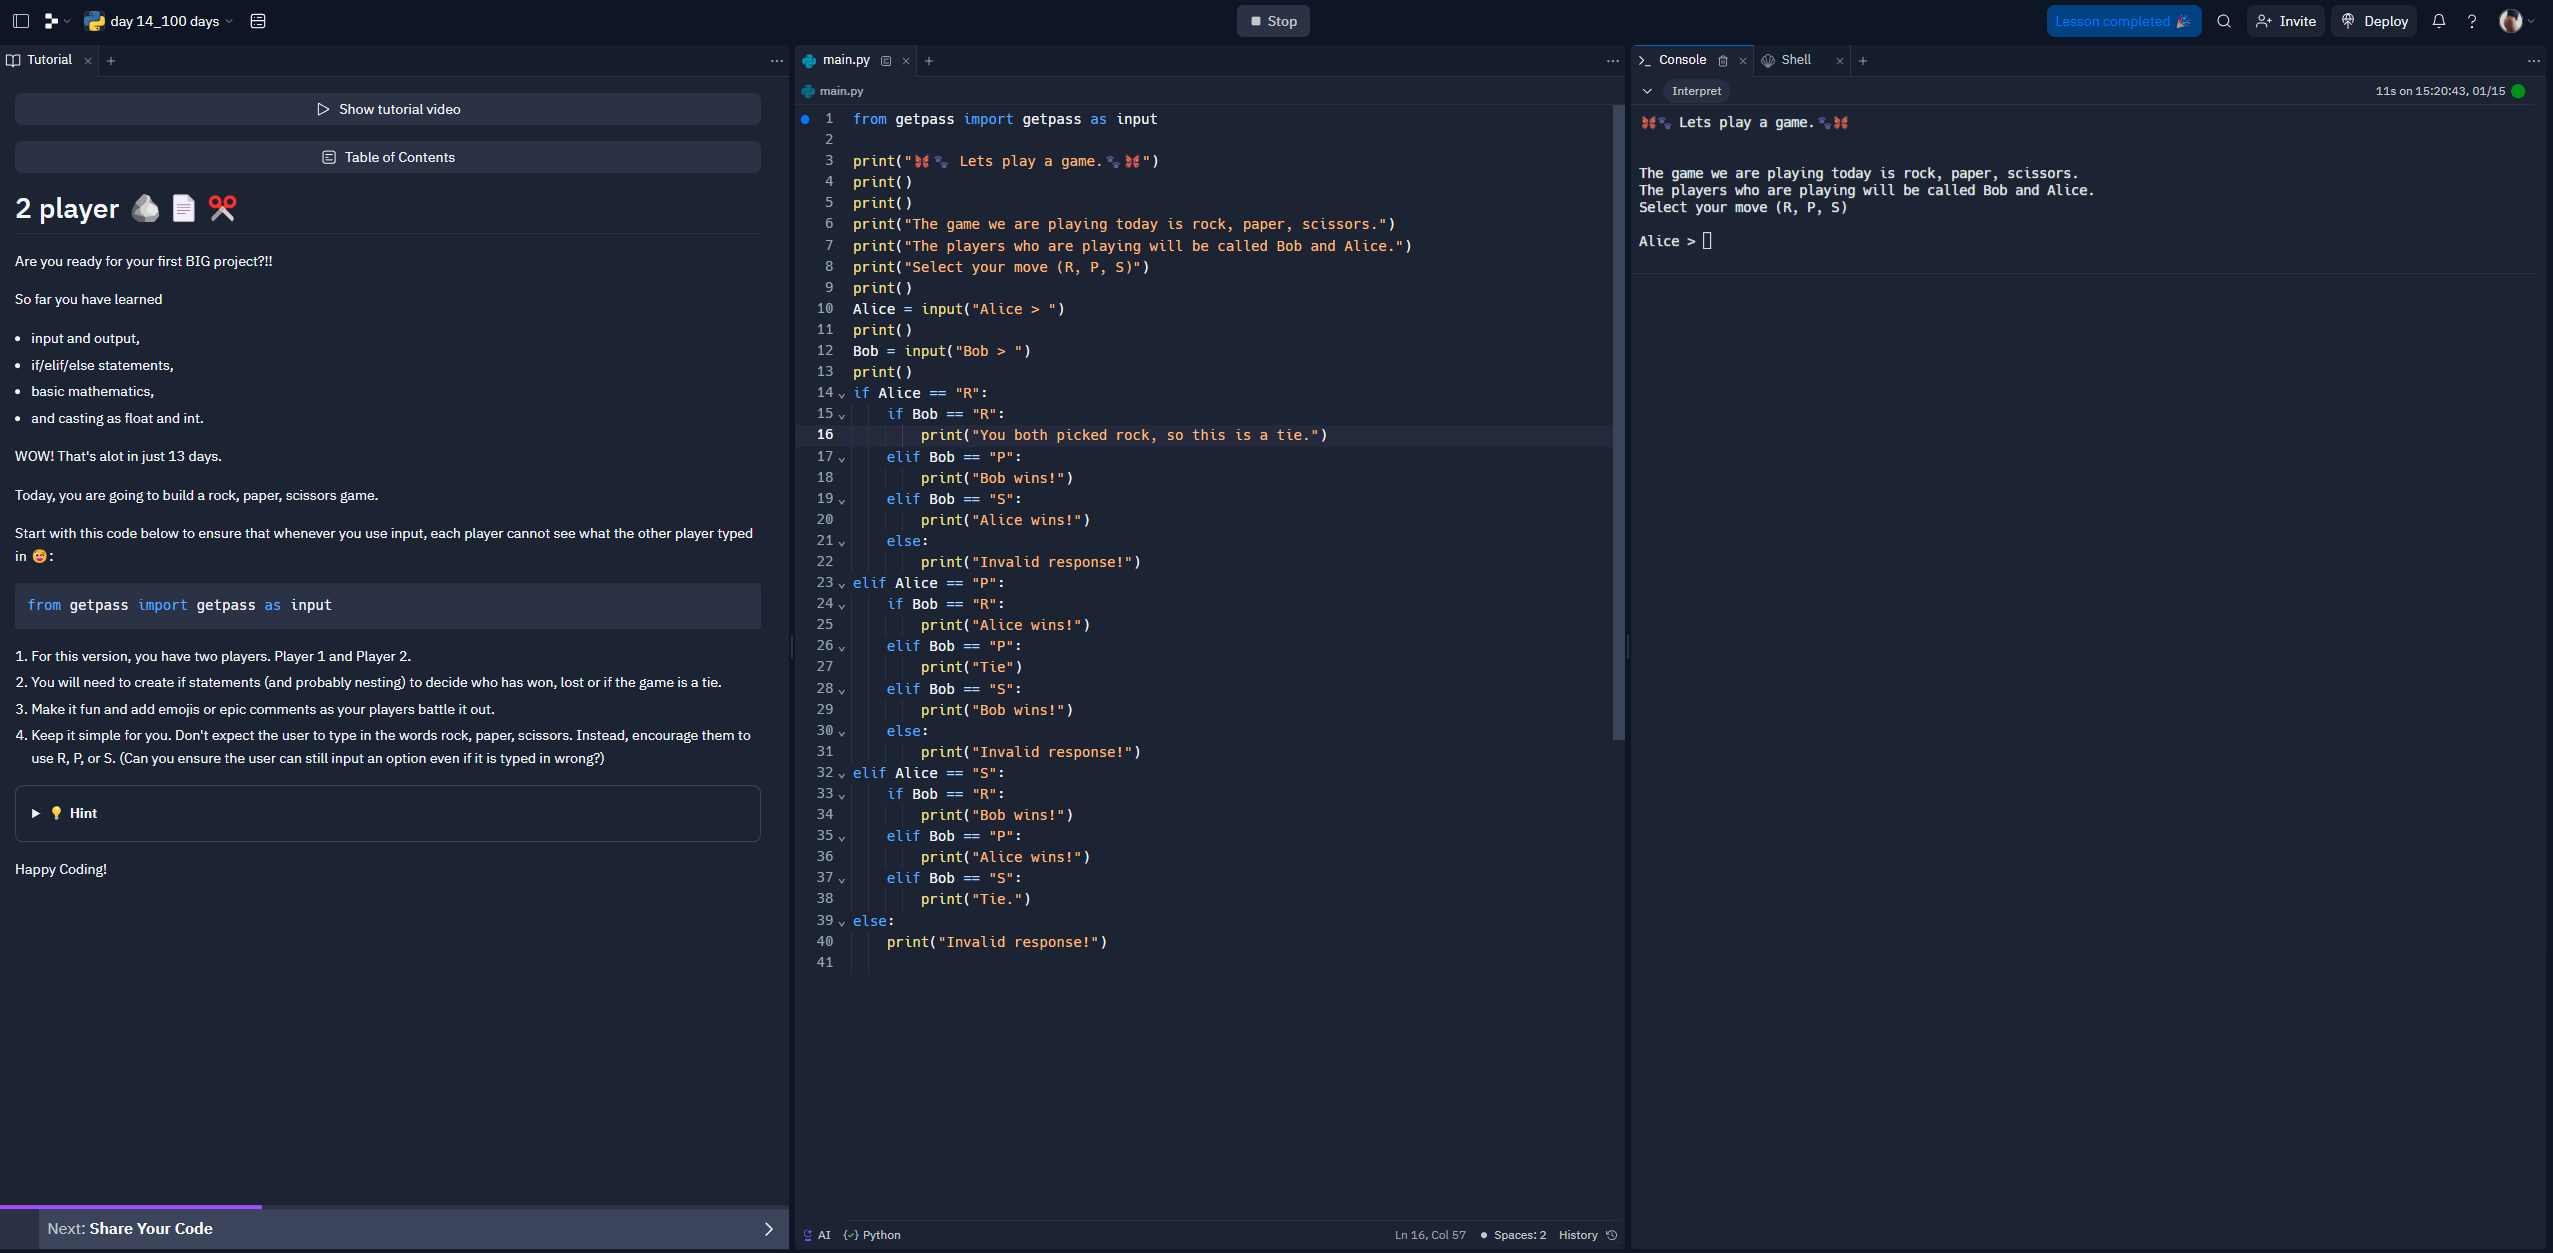 day 14_100 days
Stop
Lesson completed 🎉
Invite
Deploy
Tutorial
Show tutorial video
Table of Contents
2 player 🪨 📄 ✂️
Are you ready for your first BIG project?!!
So far you have learned
• input and output,
• if/elif/else statements,
• basic mathematics,
• and casting as float and int.
WOW! That's alot in just 13 days.
Today, you are going to build a rock, paper, scissors game.
Start with this code below to ensure that whenever you use input, each player cannot see what the other player typed
in 😅:
from getpass import getpass as input
1. For this version, you have two players. Player 1 and Player 2.
2. You will need to create if statements (and probably nesting) to decide who has won, lost or if the game is a tie.
3. Make it fun and add emojis or epic comments as your players battle it out.
4. Keep it simple for you. Don't expect the user to type in the words rock, paper, scissors. Instead, encourage them to
use R, P, or S. (Can you ensure the user can still input an option even if it is typed in wrong?)
💡 Hint
Happy Coding!
Next: Share Your Code
main.py
main.py
1 from getpass import getpass as input
2
3 print("🦋🐾 Lets play a game.🐾🦋")
4 print()
5 print()
6 print("The game we are playing today is rock, paper, scissors.")
7 print("The players who are playing will be called Bob and Alice.")
8 print("Select your move (R, P, S)")
9 print()
10 Alice = input("Alice > ")
11 print()
12 Bob = input("Bob > ")
13 print()
14 if Alice == "R":
15 if Bob == "R":
16 print("You both picked rock, so this is a tie.")
17 elif Bob == "P":
18 print("Bob wins!")
19 elif Bob == "S":
20 print("Alice wins!")
21 else:
22 print("Invalid response!")
23 elif Alice == "P":
24 if Bob == "R":
25 print("Alice wins!")
26 elif Bob == "P":
27 print("Tie")
28 elif Bob == "S":
29 print("Bob wins!")
30 else:
31 print("Invalid response!")
32 elif Alice == "S":
33 if Bob == "R":
34 print("Bob wins!")
35 elif Bob == "P":
36 print("Alice wins!")
37 elif Bob == "S":
38 print("Tie.")
39 else:
40 print("Invalid response!")
41
AI {} Python
Ln 16, Col 57 • Spaces: 2 History
Console
Shell
Interpret
11s on 15:20:43, 01/15
🦋🐾 Lets play a game.🐾🦋
The game we are playing today is rock, paper, scissors.
The players who are playing will be called Bob and Alice.
Select your move (R, P, S)
Alice >